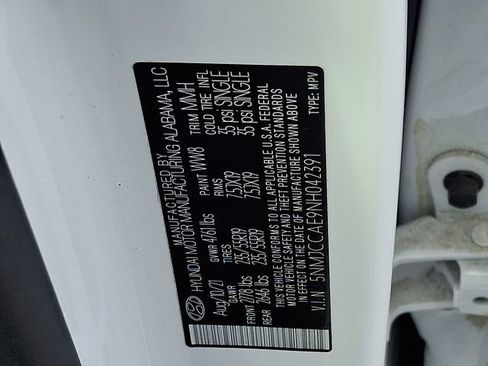 MANUFACTURED BY
HYUNDAI MOTOR MANUFACTURING ALABAMA, LLC
Aug/10/21 GVWR 4761lbs PAINT WW8 TRIM MMH
GAWR TIRES RIMS COLD TIRE INFL
FRONT 2778 lbs 235/55R19 7.5JX19 35 psi SINGLE
REAR 2646 lbs 235/55R19 7.5JX19 35 psi SINGLE
THIS VEHICLE CONFORMS TO ALL APPLICABLE U.S.A. FEDERAL
MOTOR VEHICLE SAFETY AND THEFT PREVENTION STANDARDS
IN EFFECT ON THE DATE OF MANUFACTURE SHOWN ABOVE
V.I.N. 5NMJCCAE9NH042391 TYPE: MPV